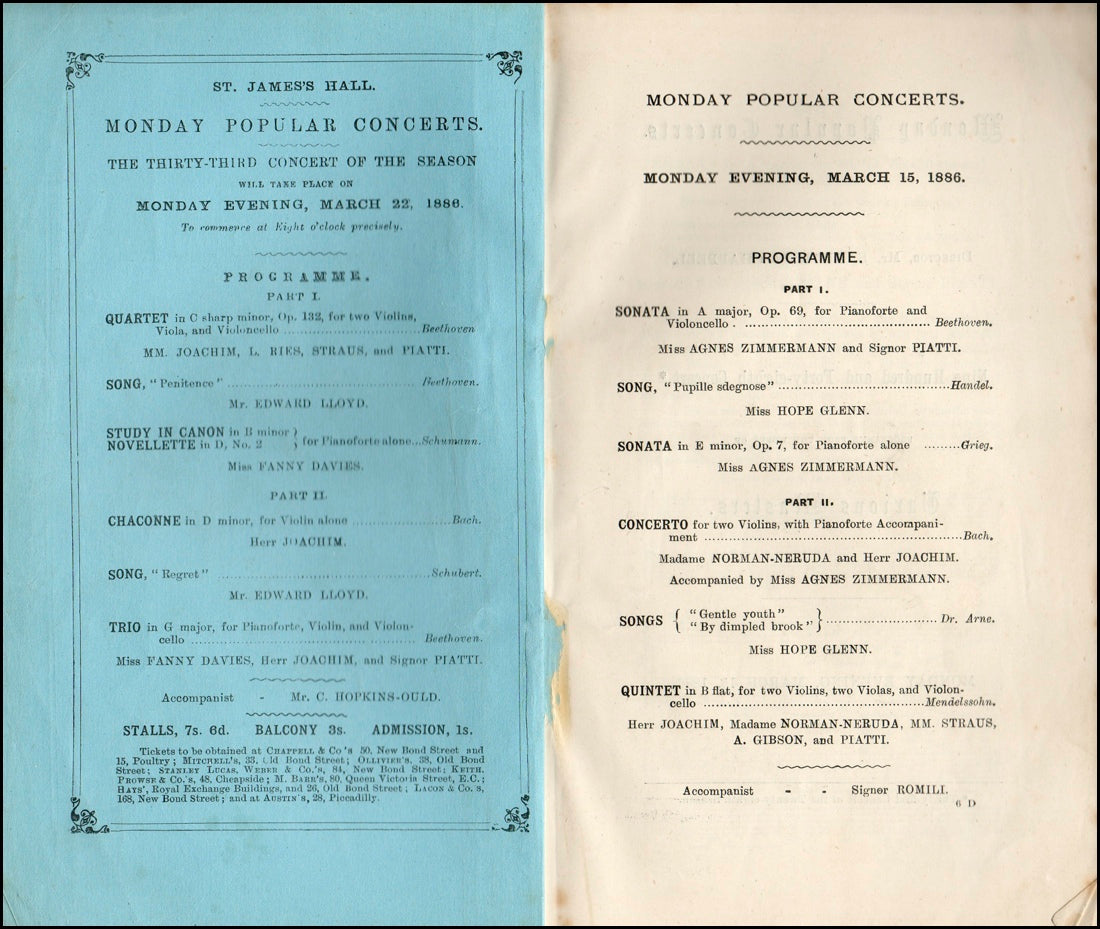 ST. JAMES'S HALL.
MONDAY POPULAR CONCERTS.
THE THIRTY-THIRD CONCERT OF THE SEASON
WILL TAKE PLACE ON
MONDAY EVENING, MARCH 22, 1886.
To commence at Eight o'clock precisely.
PROGRAMME.
PART I.
QUARTET in C sharp minor, Op. 132, for two Violins,
Viola, and Violoncello ... Beethoven
MM. JOACHIM, L. RIES, STRAUS, and PIATTI.
SONG, "Penitence" ... Beethoven.
Mr. EDWARD LLOYD.
STUDY IN CANON in B minor }
NOVELLETTE in D, No. 2 } for Pianoforte alone...Schumann.
Miss FANNY DAVIES.
PART II.
CHACONNE in D minor, for Violin alone ... Bach.
Herr JOACHIM.
SONG, "Regret" ... Schubert.
Mr. EDWARD LLOYD.
TRIO in G major, for Pianoforte, Violin, and Violon-
cello ... Beethoven.
Miss FANNY DAVIES, Herr JOACHIM, and Signor PIATTI.
Accompanist - Mr. C. HOPKINS-OULD.
STALLS, 7s. 6d. BALCONY 3s. ADMISSION, 1s.
Tickets to be obtained at CHAPPELL & Co's 50, New Bond Street and
15, Poultry; MITCHELL'S, 33, Old Bond Street; OLLIVIER'S, 38, Old Bond
Street; STANLEY LUCAS, WEBER & Co.'s, 84, New Bond Street; KEITH,
PROWSE & Co.'s, 48, Cheapside; M. BARR'S, 80, Queen Victoria Street, E.C.;
HAYS', Royal Exchange Buildings, and 26, Old Bond Street; LACON & Co.s,
168, New Bond Street; and at AUSTIN's, 28, Piccadilly.
MONDAY POPULAR CONCERTS.
MONDAY EVENING, MARCH 15, 1886.
PROGRAMME.
PART I.
SONATA in A major, Op. 69, for Pianoforte and
Violoncello ... Beethoven.
Miss AGNES ZIMMERMANN and Signor PIATTI.
SONG, "Pupille sdegnose" ... Handel.
Miss HOPE GLENN.
SONATA in E minor, Op. 7, for Pianoforte alone ... Grieg.
Miss AGNES ZIMMERMANN.
PART II.
CONCERTO for two Violins, with Pianoforte Accompani-
ment ... Bach.
Madame NORMAN-NERUDA and Herr JOACHIM.
Accompanied by Miss AGNES ZIMMERMANN.
SONGS { "Gentle youth" }
{ "By dimpled brook" } ... Dr. Arne.
Miss HOPE GLENN.
QUINTET in B flat, for two Violins, two Violas, and Violon-
cello ... Mendelssohn.
Herr JOACHIM, Madame NORMAN-NERUDA, MM. STRAUS,
A. GIBSON, and PIATTI.
Accompanist - - Signor ROMILI.
6 D